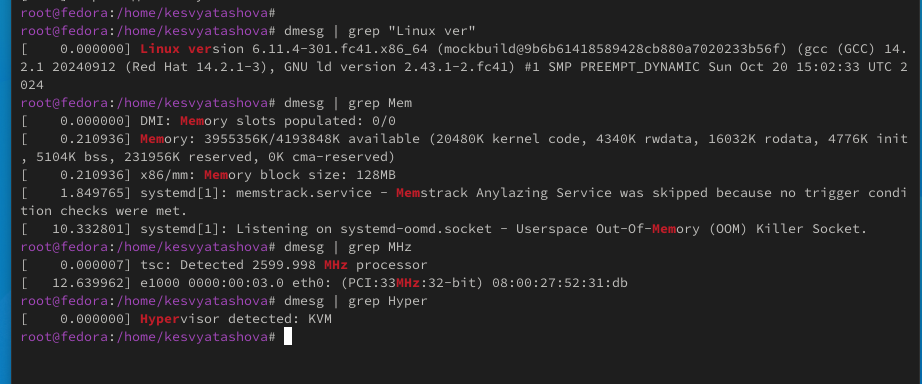 root@fedora:/home/kesvyatashova#
root@fedora:/home/kesvyatashova# dmesg | grep "Linux ver"
[    0.000000] Linux version 6.11.4-301.fc41.x86_64 (mockbuild@9b6b61418589428cb880a7020233b56f) (gcc (GCC) 14.
2.1 20240912 (Red Hat 14.2.1-3), GNU ld version 2.43.1-2.fc41) #1 SMP PREEMPT_DYNAMIC Sun Oct 20 15:02:33 UTC 2
024
root@fedora:/home/kesvyatashova# dmesg | grep Mem
[    0.000000] DMI: Memory slots populated: 0/0
[    0.210936] Memory: 3955356K/4193848K available (20480K kernel code, 4340K rwdata, 16032K rodata, 4776K init
, 5104K bss, 231956K reserved, 0K cma-reserved)
[    0.210936] x86/mm: Memory block size: 128MB
[    1.849765] systemd[1]: memstrack.service - Memstrack Anylazing Service was skipped because no trigger condi
tion checks were met.
[   10.332801] systemd[1]: Listening on systemd-oomd.socket - Userspace Out-Of-Memory (OOM) Killer Socket.
root@fedora:/home/kesvyatashova# dmesg | grep MHz
[    0.000007] tsc: Detected 2599.998 MHz processor
[   12.639962] e1000 0000:00:03.0 eth0: (PCI:33MHz:32-bit) 08:00:27:52:31:db
root@fedora:/home/kesvyatashova# dmesg | grep Hyper
[    0.000000] Hypervisor detected: KVM
root@fedora:/home/kesvyatashova#